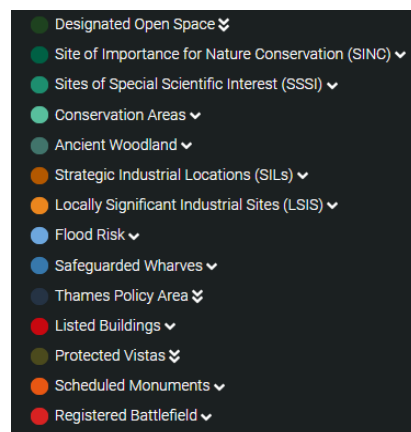 Designated Open Space
Site of Importance for Nature Conservation (SINC)
Sites of Special Scientific Interest (SSSI)
Conservation Areas
Ancient Woodland
Strategic Industrial Locations (SILs)
Locally Significant Industrial Sites (LSIS)
Flood Risk
Safeguarded Wharves
Thames Policy Area
Listed Buildings
Protected Vistas
Scheduled Monuments
Registered Battlefield